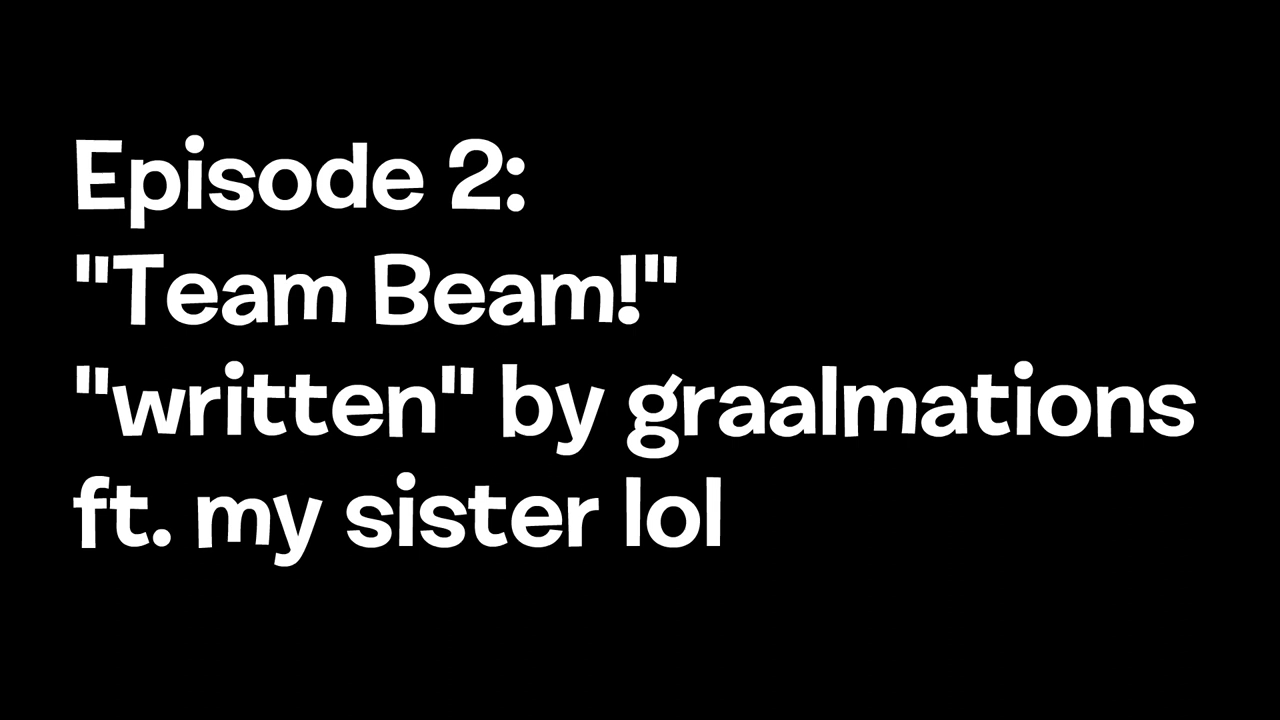 Episode 2:
"Team Beam!"
"written" by graalmations
ft. my sister lol